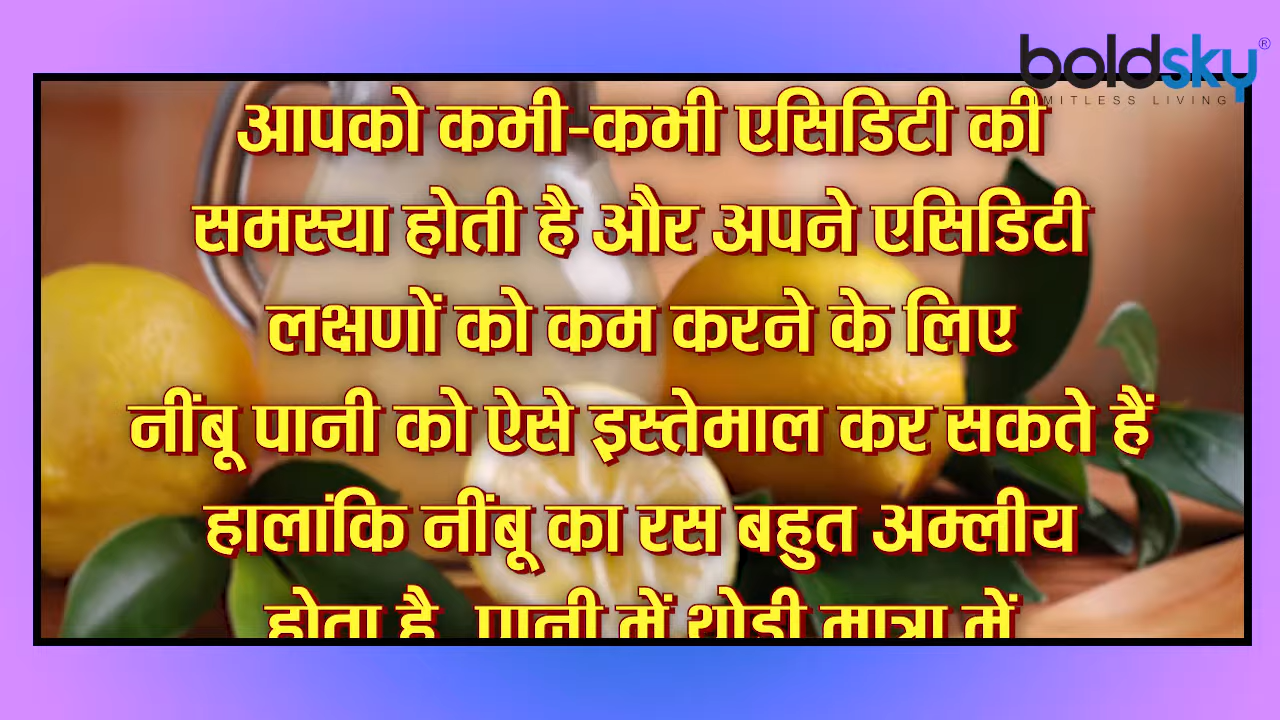 boldsky®
LIMITLESS LIVING
आपको कभी-कभी एसिडिटी की
समस्या होती है और अपने एसिडिटी
लक्षणों को कम करने के लिए
नींबू पानी को ऐसे इस्तेमाल कर सकते हैं
हालांकि नींबू का रस बहुत अम्लीय
होता है, पानी में थोड़ी मात्रा में